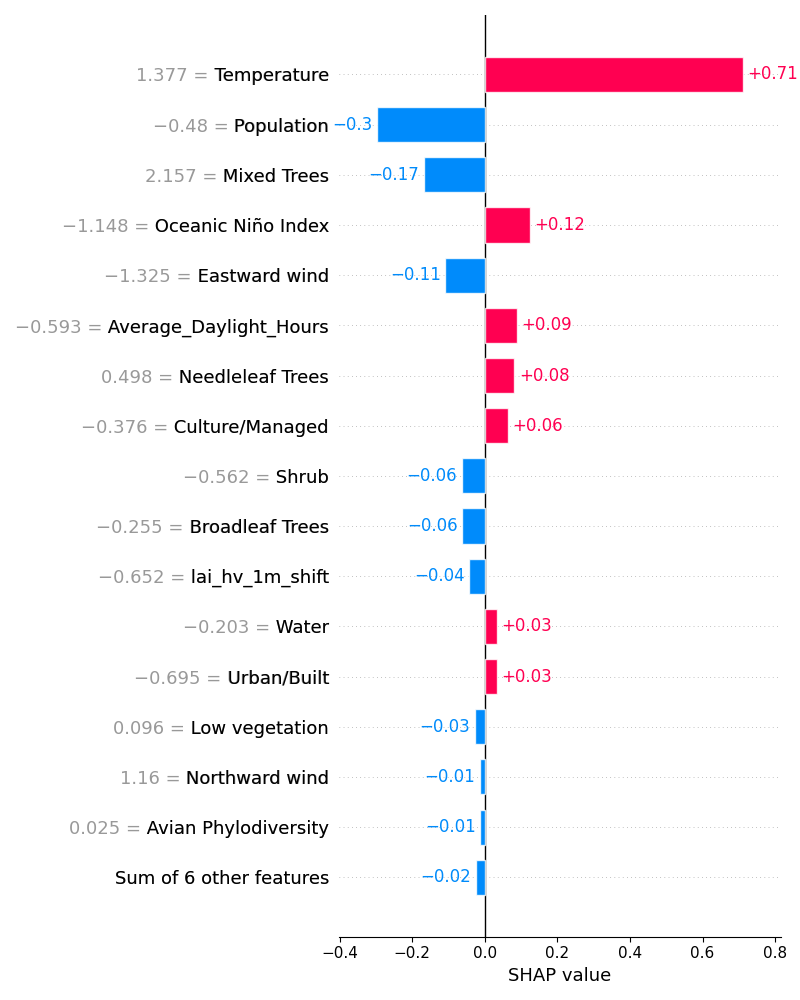 1.377 = Temperature +0.71
−0.48 = Population −0.3
2.157 = Mixed Trees −0.17
−1.148 = Oceanic Niño Index +0.12
−1.325 = Eastward wind −0.11
−0.593 = Average_Daylight_Hours +0.09
0.498 = Needleleaf Trees +0.08
−0.376 = Culture/Managed +0.06
−0.562 = Shrub −0.06
−0.255 = Broadleaf Trees −0.06
−0.652 = lai_hv_1m_shift −0.04
−0.203 = Water +0.03
−0.695 = Urban/Built +0.03
0.096 = Low vegetation −0.03
1.16 = Northward wind −0.01
0.025 = Avian Phylodiversity −0.01
Sum of 6 other features −0.02
−0.4 −0.2 0.0 0.2 0.4 0.6 0.8
SHAP value